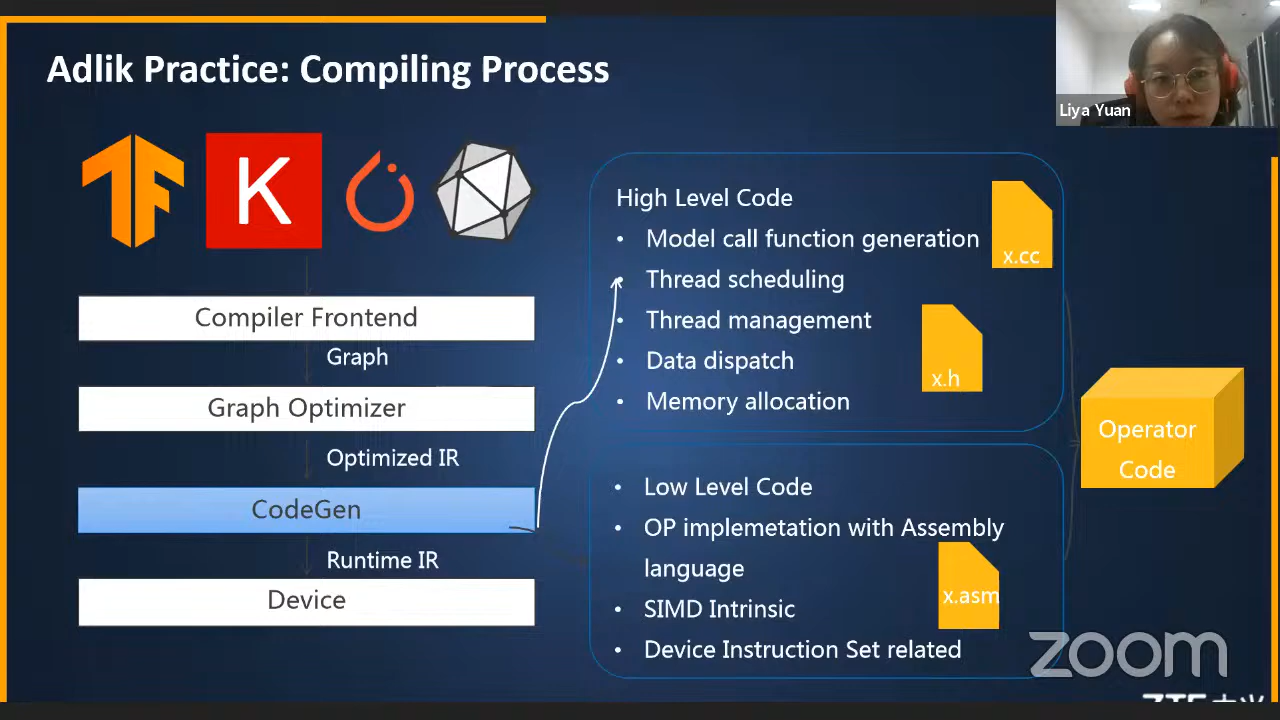 Adlik Practice: Compiling Process
Liya Yuan
K
Compiler Frontend
Graph
Graph Optimizer
Optimized IR
CodeGen
Runtime IR
Device
High Level Code
• Model call function generation
• Thread scheduling
• Thread management
• Data dispatch
• Memory allocation
x.cc
x.h
• Low Level Code
• OP implemetation with Assembly
language
• SIMD Intrinsic
• Device Instruction Set related
x.asm
Operator
Code
zoom